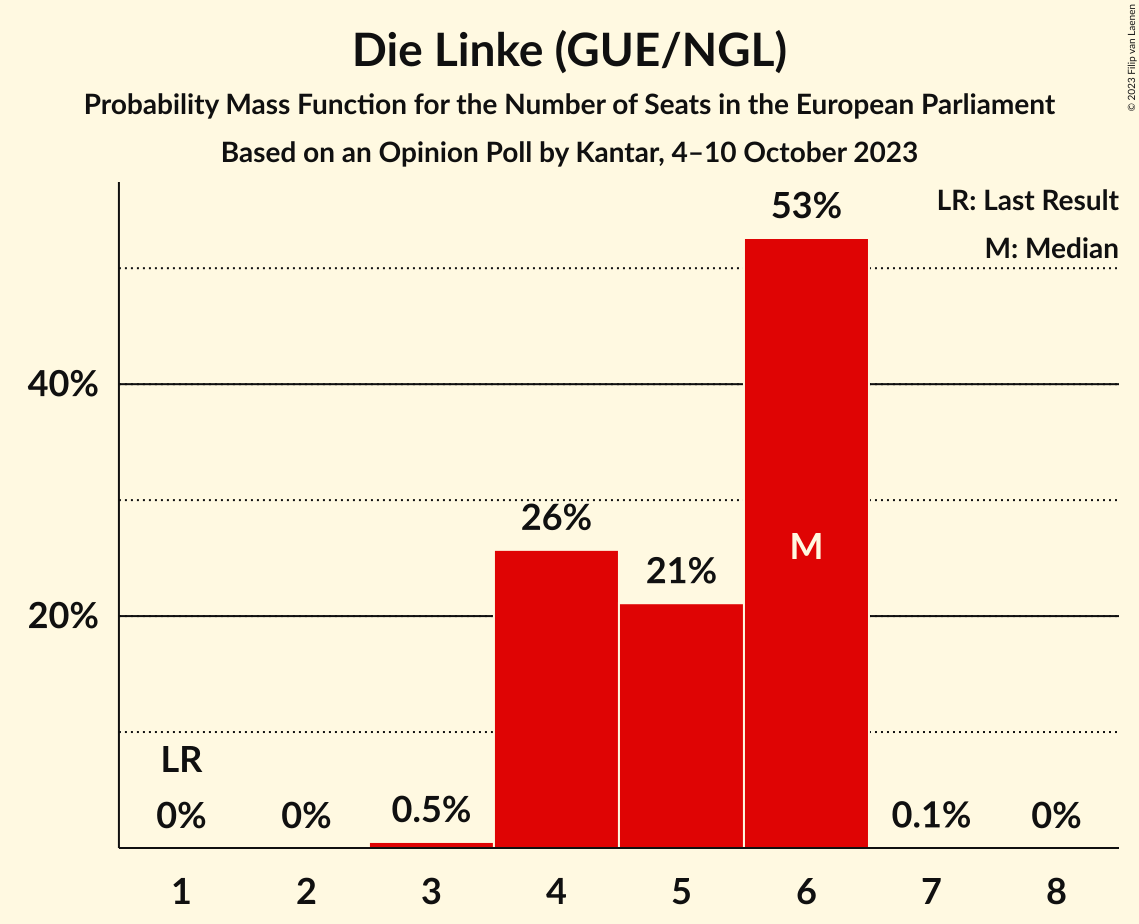 Die Linke (GUE/NGL)
Probability Mass Function for the Number of Seats in the European Parliament
Based on an Opinion Poll by Kantar, 4–10 October 2023
© 2023 Filip van Laenen
LR: Last Result
M: Median
53%
40%
26%
21%
M
20%
LR
0%
0%
0.5%
0.1%
0%
1 2 3 4 5 6 7 8